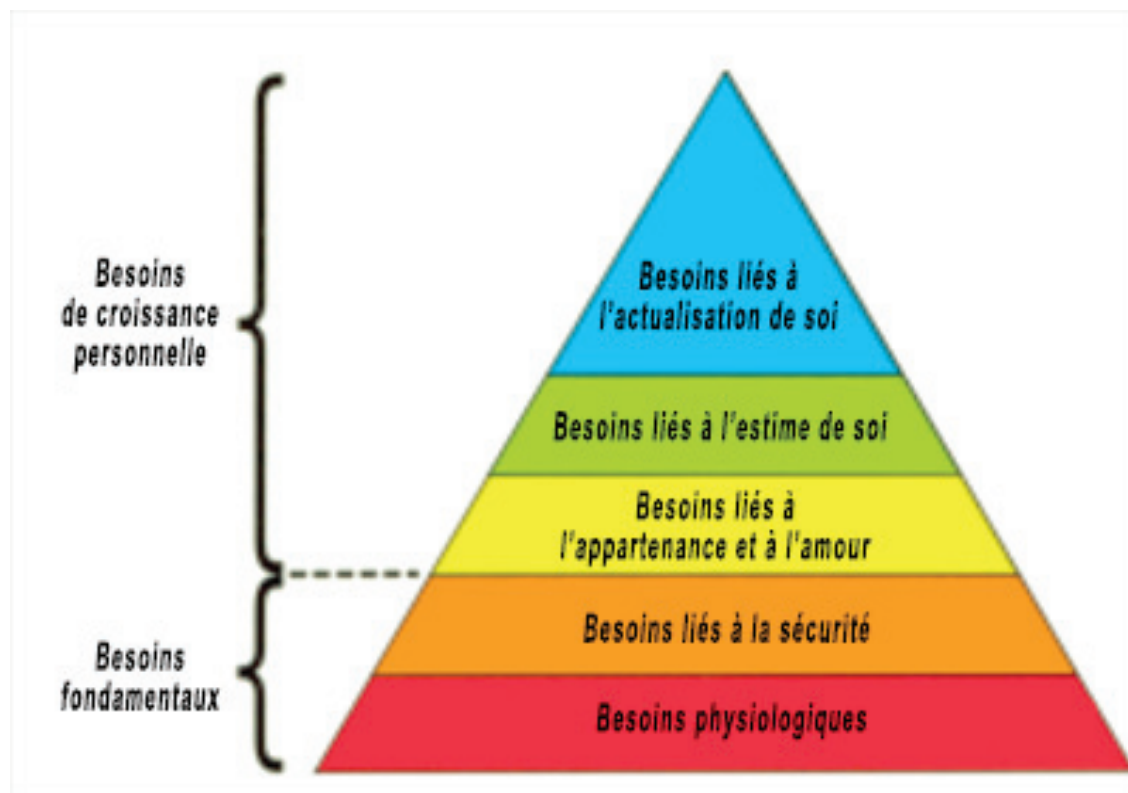 Besoins
de croissance
personnelle
Besoins liés à
l'actualisation de soi
Besoins liés à l'estime de soi
Besoins liés à
l'appartenance et à l'amour
Besoins
fondamentaux
Besoins liés à la sécurité
Besoins physiologiques